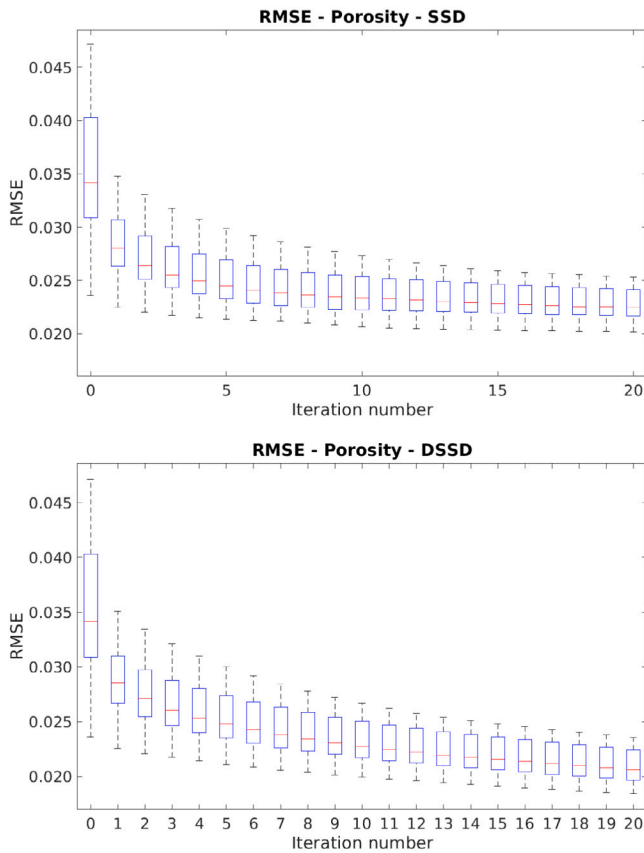 RMSE - Porosity - SSD
0.045
0.040
0.035
0.030
0.025
0.020
RMSE
0 5 10 15 20
Iteration number
RMSE - Porosity - DSSD
0.045
0.040
0.035
0.030
0.025
0.020
RMSE
0 1 2 3 4 5 6 7 8 9 10 11 12 13 14 15 16 17 18 19 20
Iteration number